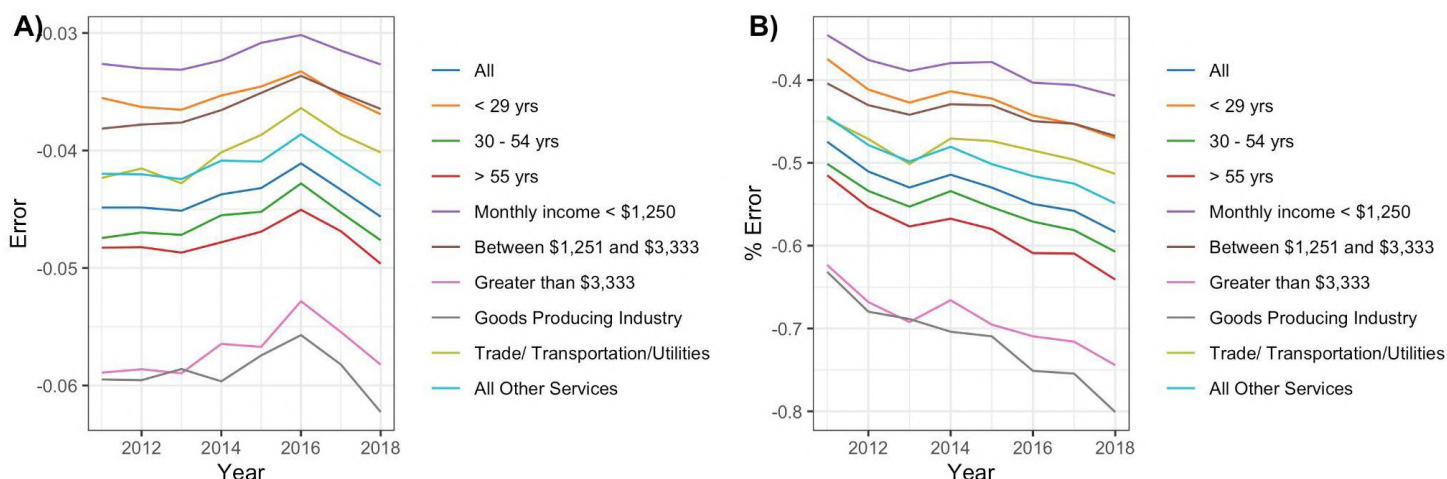 A)
-0.03
-0.04
-0.05
-0.06
Error
2012 2014 2016 2018
Year
All
< 29 yrs
30 - 54 yrs
> 55 yrs
Monthly income < $1,250
Between $1,251 and $3,333
Greater than $3,333
Goods Producing Industry
Trade/ Transportation/Utilities
All Other Services
B)
-0.4
-0.5
-0.6
-0.7
-0.8
% Error
2012 2014 2016 2018
Year
All
< 29 yrs
30 - 54 yrs
> 55 yrs
Monthly income < $1,250
Between $1,251 and $3,333
Greater than $3,333
Goods Producing Industry
Trade/ Transportation/Utilities
All Other Services